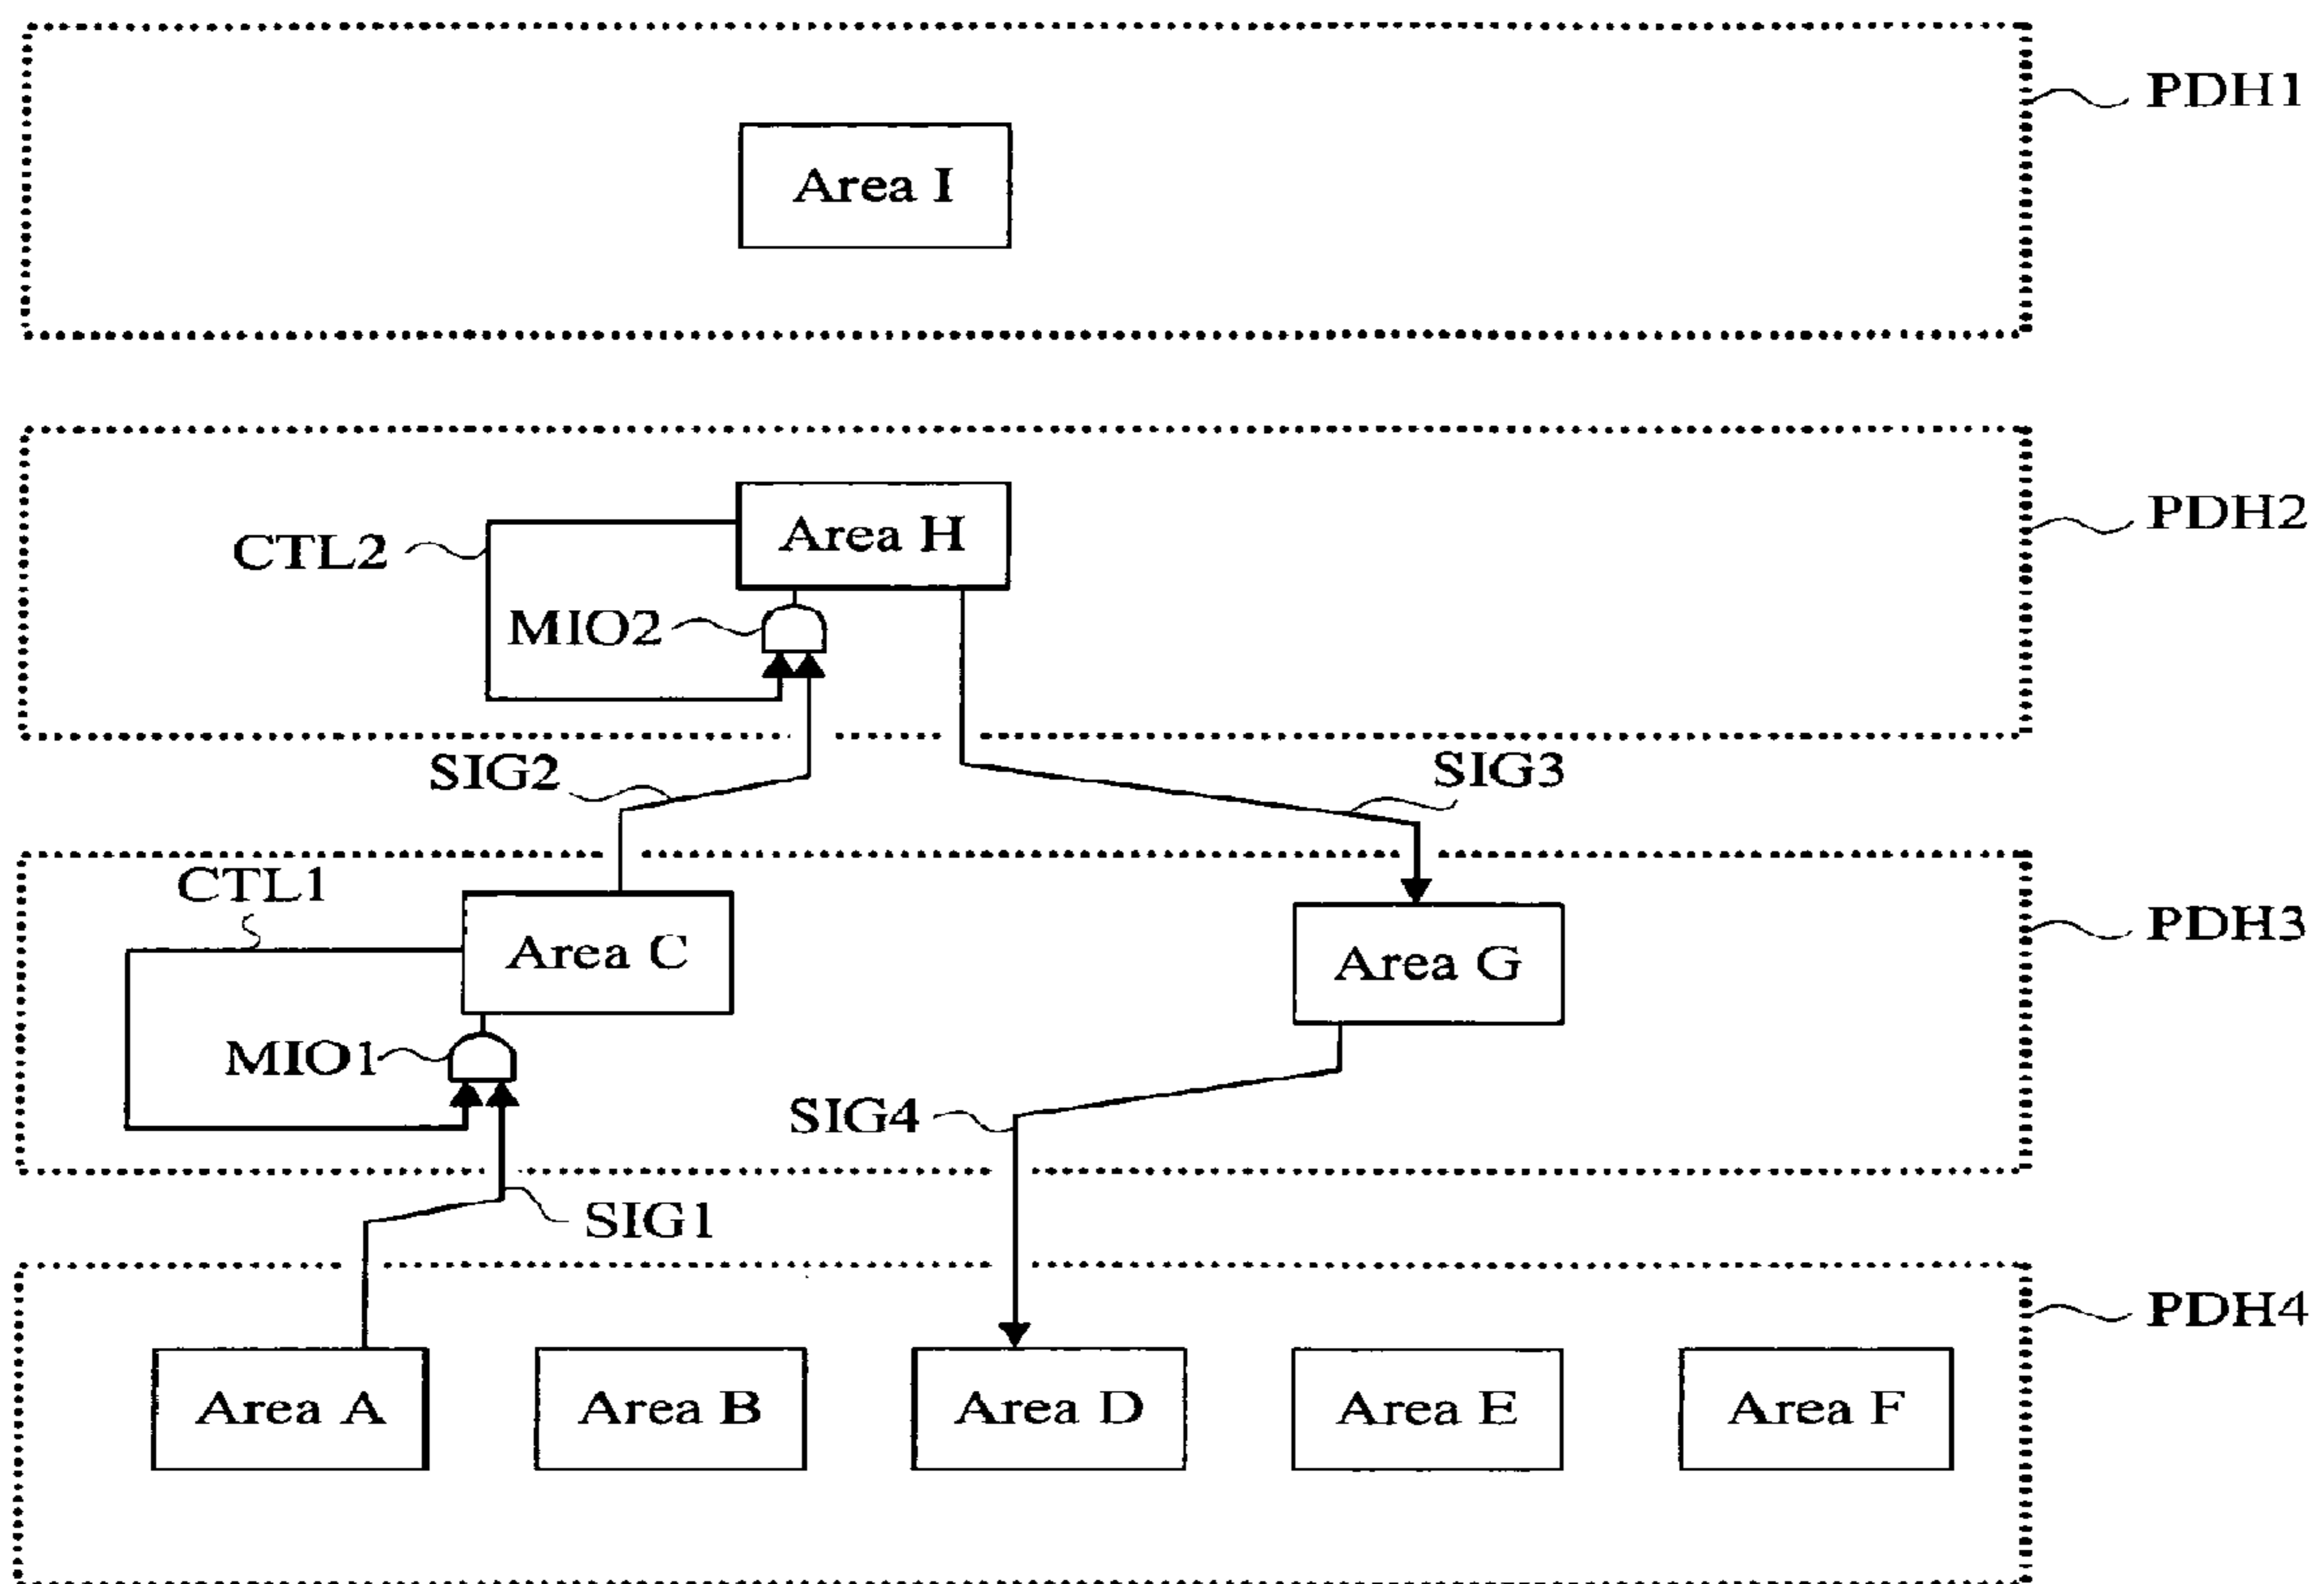 PDH1
Area I
PDH2
Area H
CTL2
MIO2
SIG2
SIG3
CTL1
PDH3
Area C
Area G
MIO1
SIG4
SIG1
PDH4
Area A
Area B
Area D
Area E
Area F